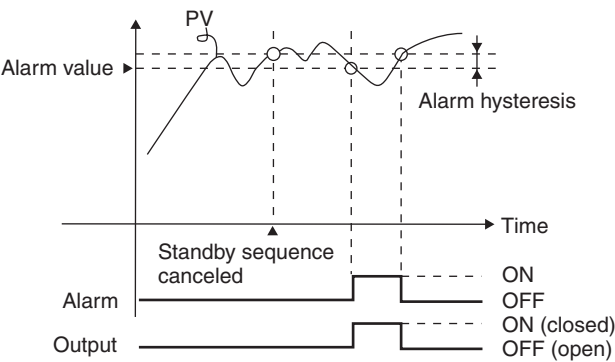 PV
Alarm value
Alarm hysteresis
Time
Standby sequence
canceled
ON
Alarm
OFF
ON (closed)
Output
OFF (open)